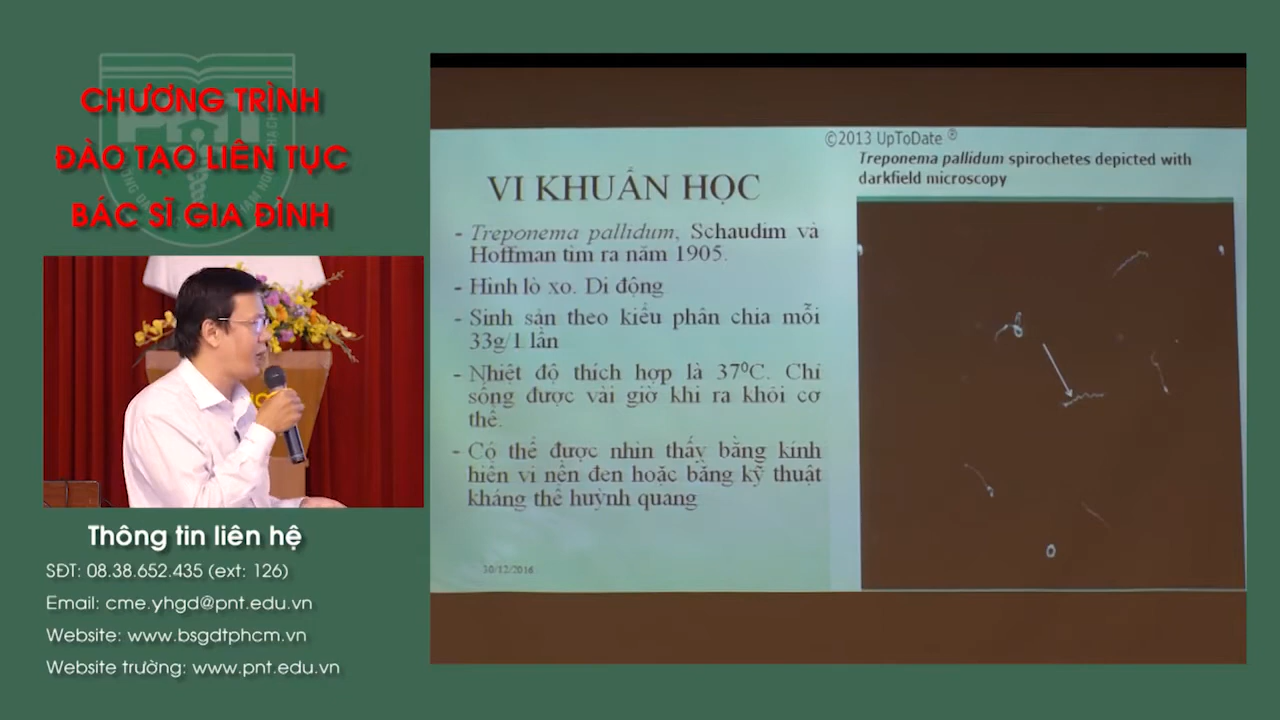 CHƯƠNG TRÌNH
ĐÀO TẠO LIÊN TỤC
BÁC SĨ GIA ĐÌNH
Thông tin liên hệ
SĐT: 08.38.652.435 (ext: 126)
Email: cme.yhgd@pnt.edu.vn
Website: www.bsgdtphcm.vn
Website trường: www.pnt.edu.vn
VI KHUẨN HỌC
- Treponema pallidum, Schaudim và
Hoffman tìm ra năm 1905.
- Hình lò xo. Di động
- Sinh sản theo kiểu phân chia mỗi
33g/1 lần
- Nhiệt độ thích hợp là 37⁰C. Chỉ
sống được vài giờ khi ra khỏi cơ
thể.
- Có thể được nhìn thấy bằng kính
hiển vi nền đen hoặc bằng kỹ thuật
kháng thể huỳnh quang
30/12/2016
©2013 UpToDate ®
Treponema pallidum spirochetes depicted with
darkfield microscopy